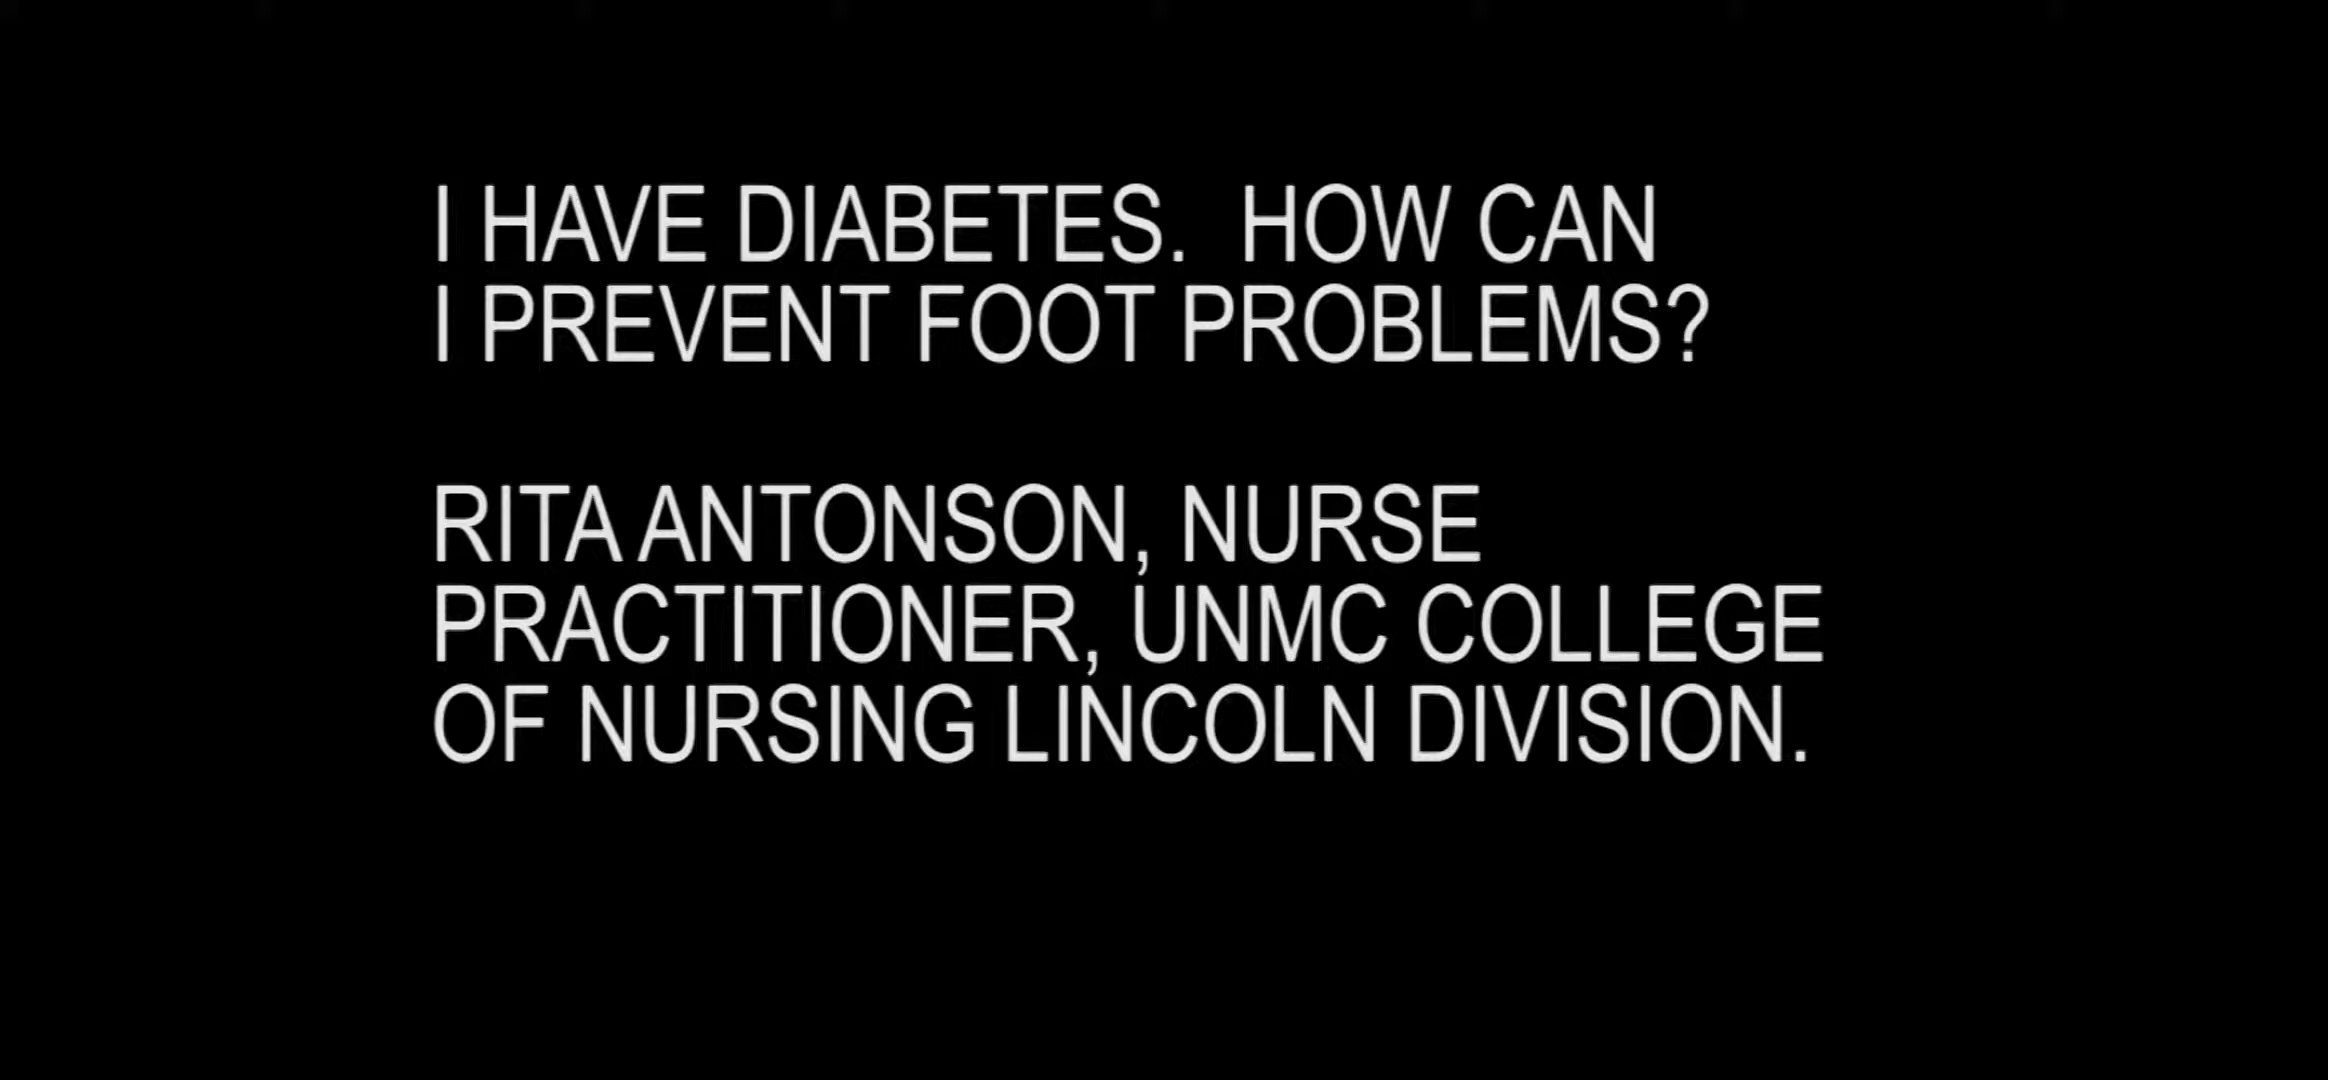 I HAVE DIABETES.  HOW CAN
I PREVENT FOOT PROBLEMS?
RITA ANTONSON, NURSE
PRACTITIONER, UNMC COLLEGE
OF NURSING LINCOLN DIVISION.